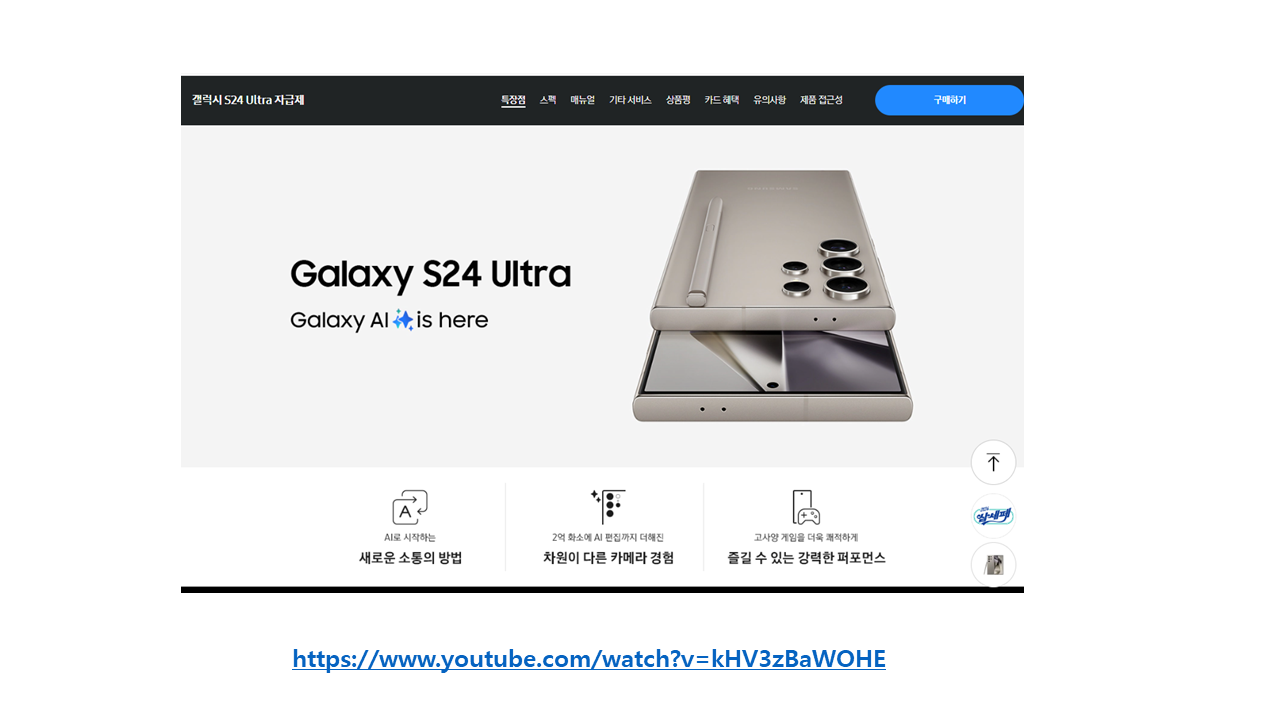 갤럭시 S24 Ultra 자급제
특장점 스펙 매뉴얼 기타 서비스 상품평 카드 혜택 유의사항 제품 접근성 구매하기
SAMSUNG
Galaxy S24 Ultra
Galaxy AI is here
A
AI로 시작하는
새로운 소통의 방법
2억 화소에 AI 편집까지 더해진
차원이 다른 카메라 경험
고사양 게임을 더욱 쾌적하게
즐길 수 있는 강력한 퍼포먼스
삼세페
https://www.youtube.com/watch?v=kHV3zBaWOHE